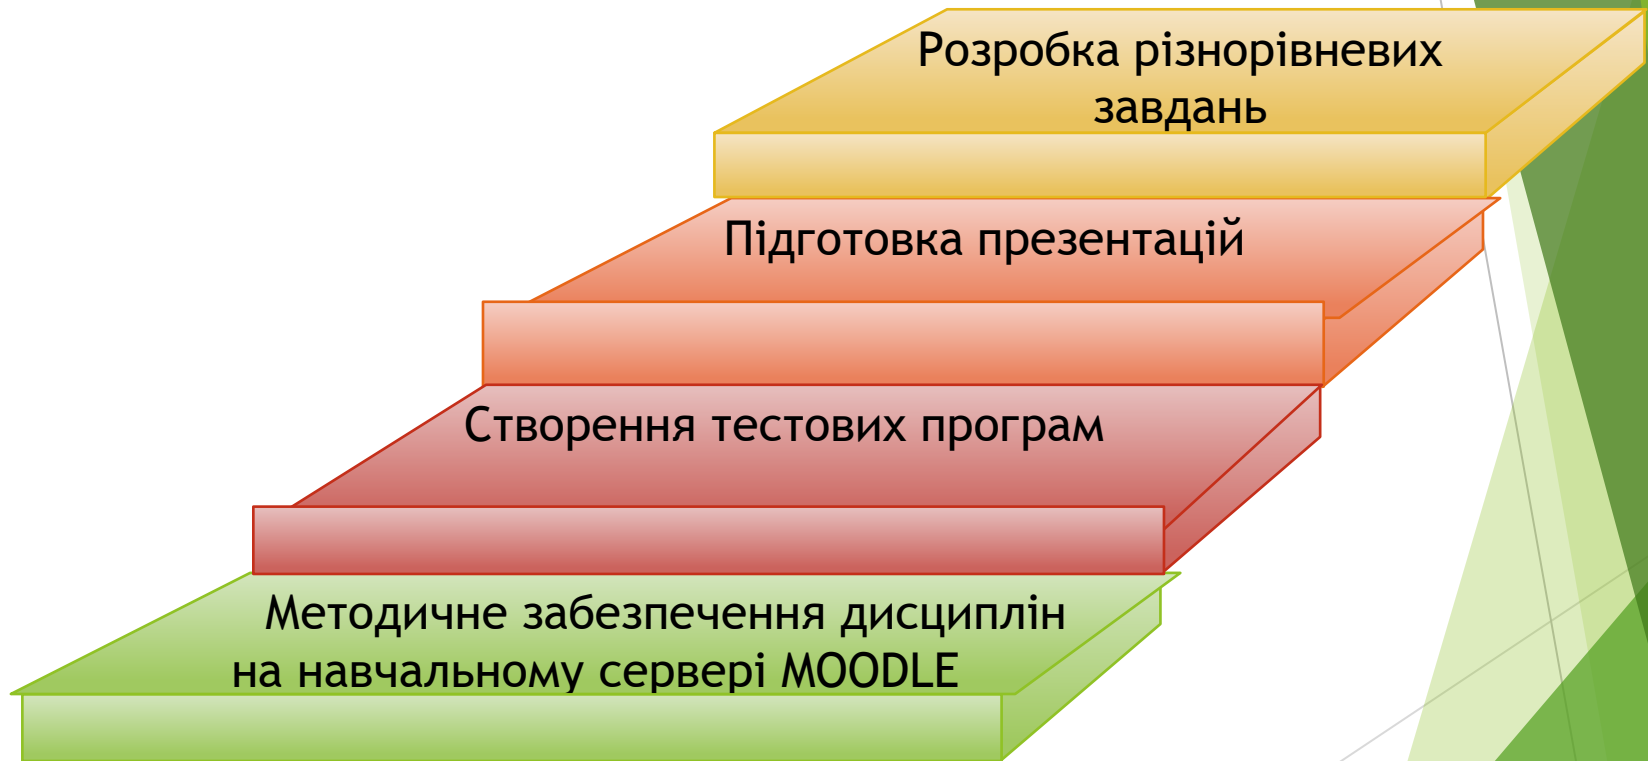 Розробка різнорівневих
завдань
Підготовка презентацій
Створення тестових програм
Методичне забезпечення дисциплін
на навчальному сервері MOODLE